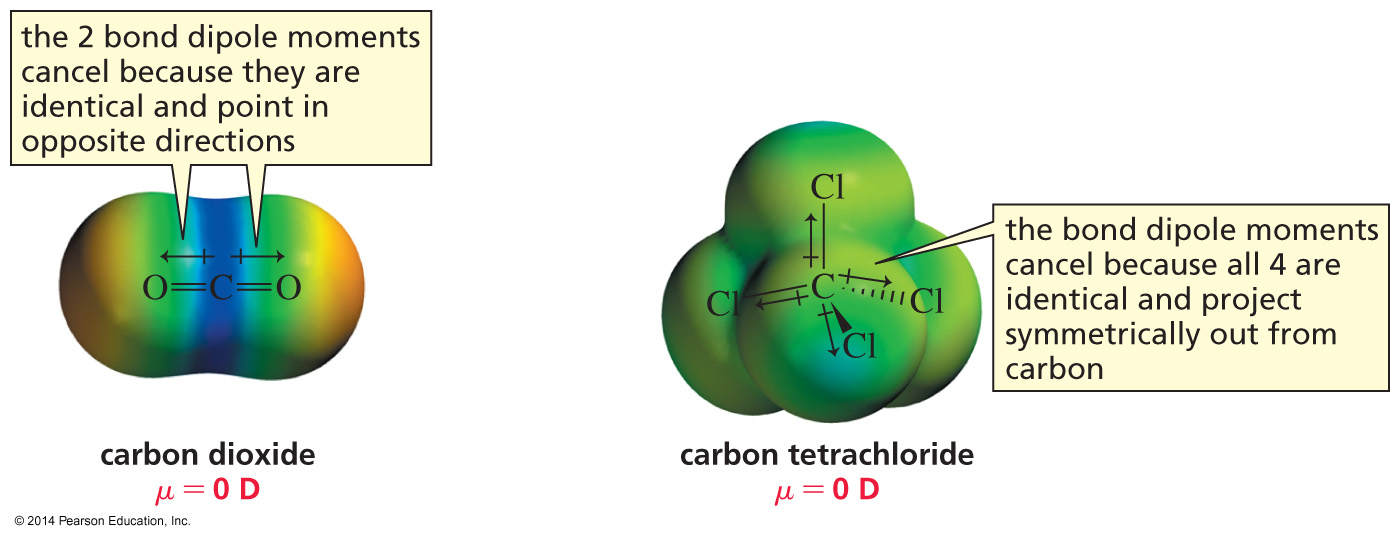 the 2 bond dipole moments
cancel because they are
identical and point in
opposite directions
O=C=O
carbon dioxide
μ = 0 D
Cl
C
Cl
Cl
Cl
the bond dipole moments
cancel because all 4 are
identical and project
symmetrically out from
carbon
carbon tetrachloride
μ = 0 D
© 2014 Pearson Education, Inc.